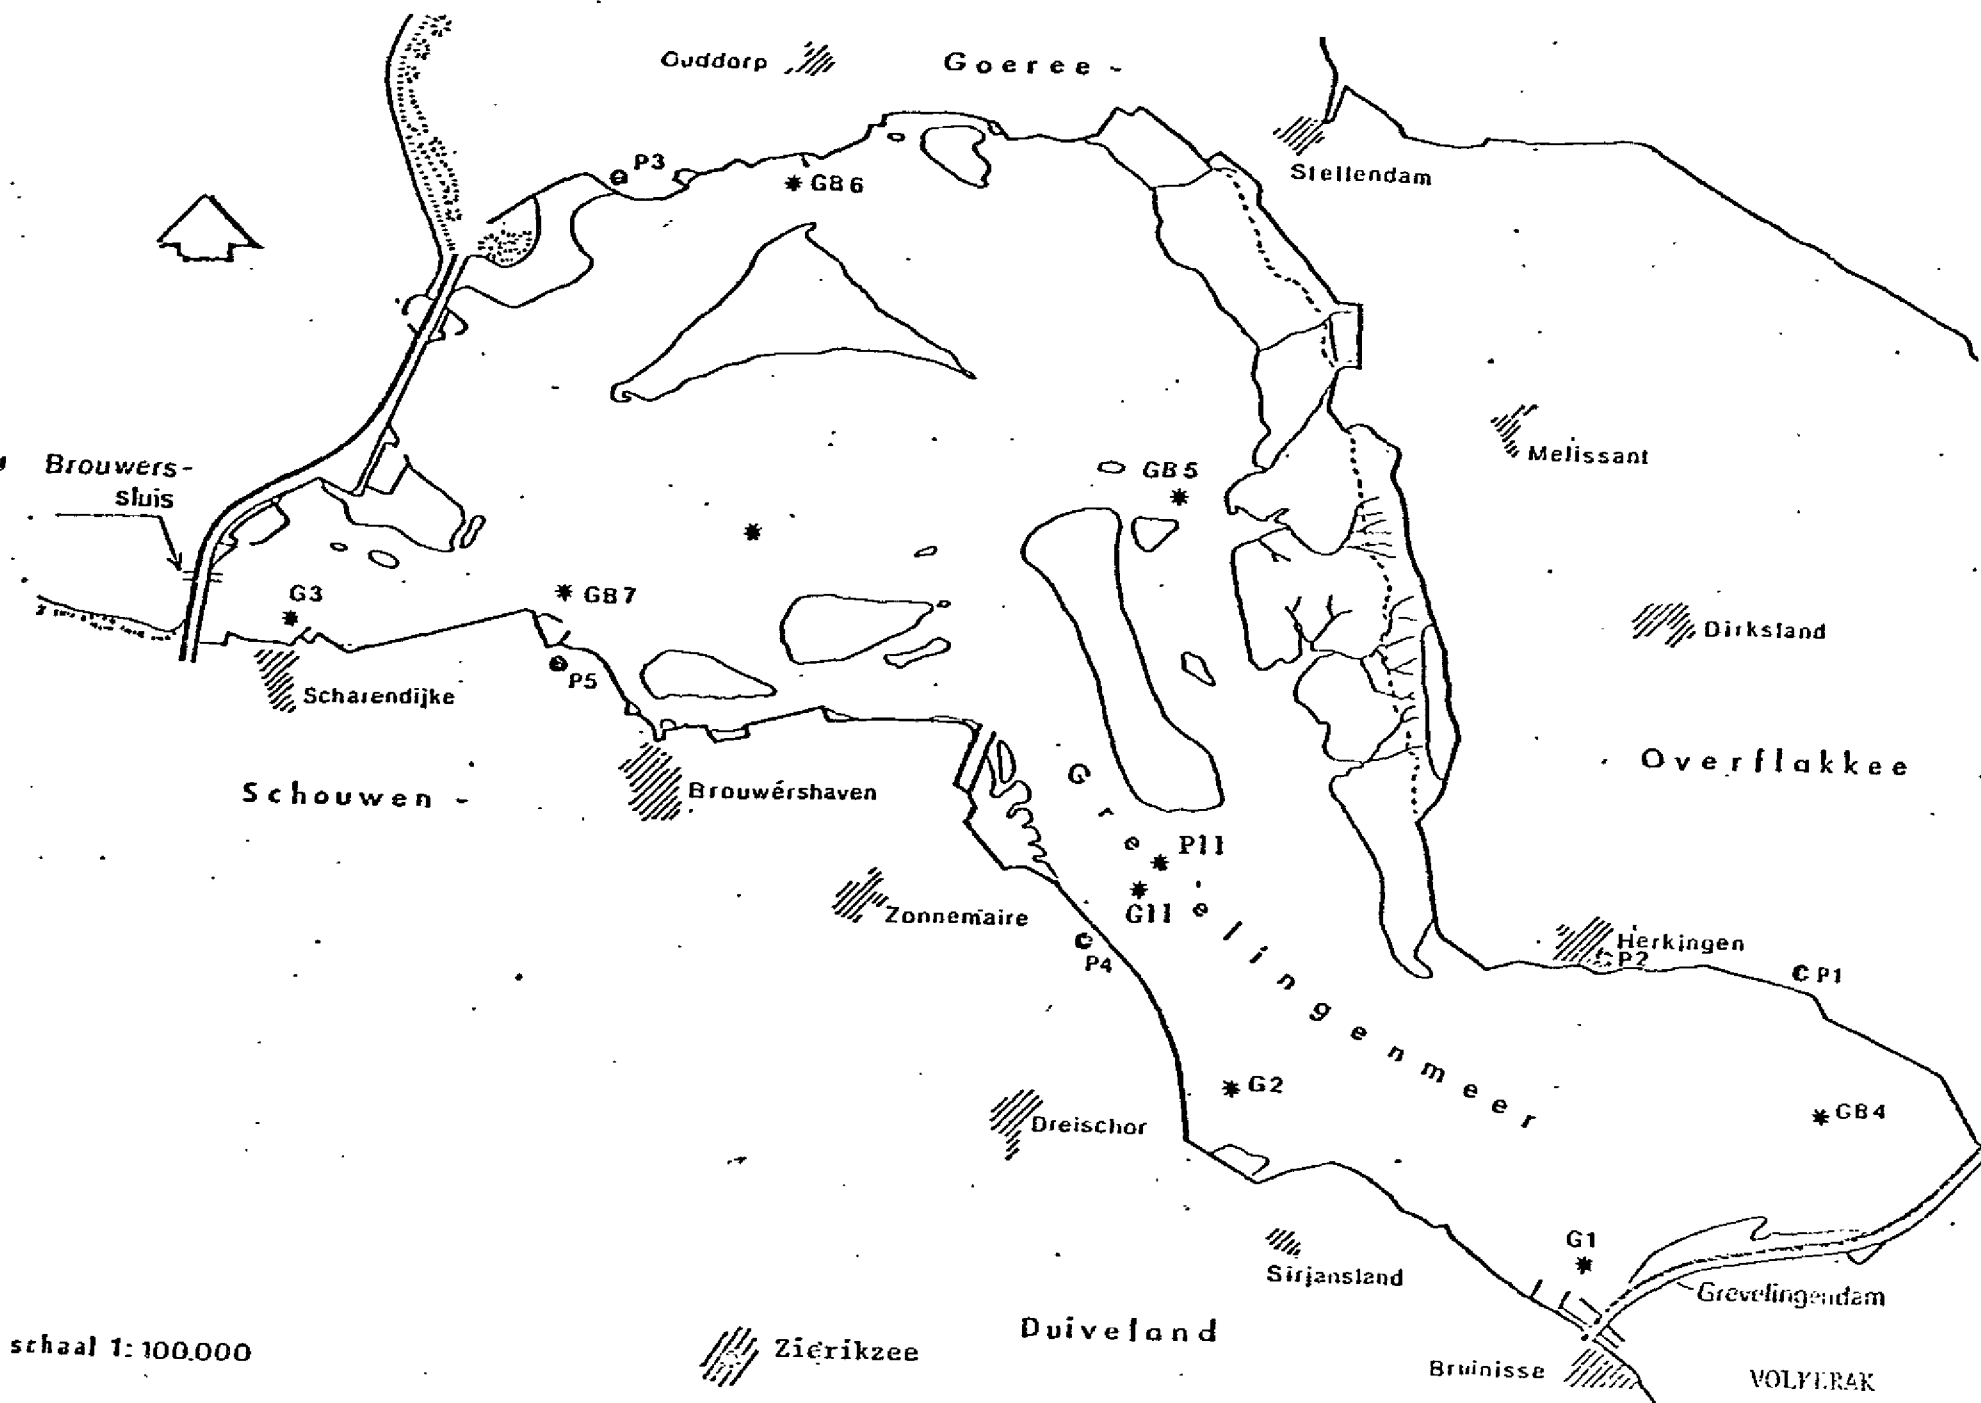 Ouddorp
Goeree -
P3
GB6
Stellendam
Brouwers-
sluis
GB5
Melissant
G3
GB7
Dirksland
P5
Scharendijke
Overflakkee
Schouwen -
Brouwershaven
Grevelingenmeer
P11
Zonnemaire
G11
P4
Herkingen
P2
P1
G2
GB4
Dreischor
G1
Sirjansland
Grevelingendam
Duiveland
schaal 1:100.000
Zierikzee
Bruinisse
VOLKERAK